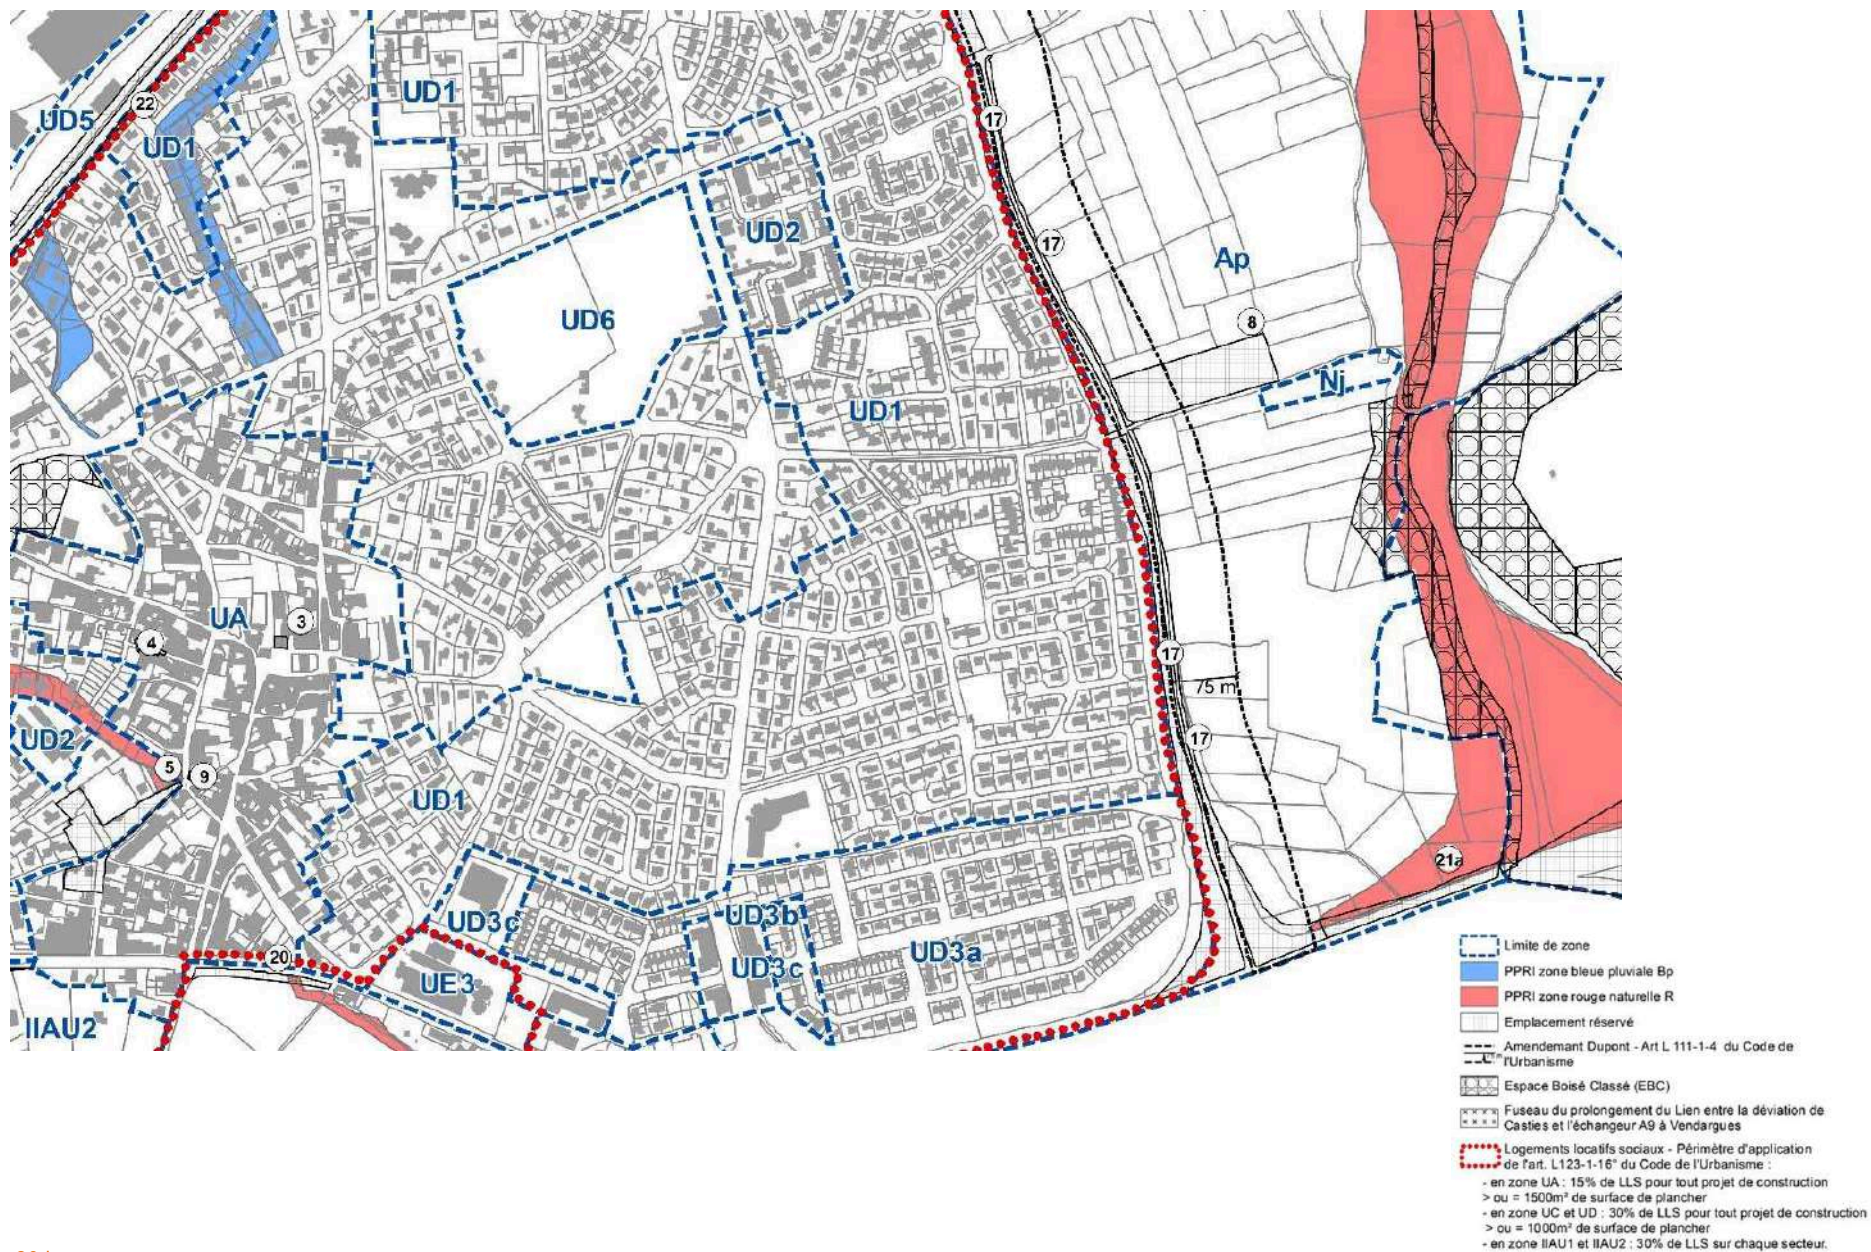 UD1
22
UD5
UD1
17
UD2
17
Ap
UD6
8
Nj
UD1
UA
3
4
17
75 m
17
UD2
5
9
UD1
21a
UD3c
UD3b
UD3a
20
UD3c
UE3
IIAU2
Limite de zone
PPRI zone bleue pluviale Bp
PPRI zone rouge naturelle R
Emplacement réservé
Amendemant Dupont - Art L 111-1-4 du Code de
l'Urbanisme
Espace Boisé Classé (EBC)
Fuseau du prolongement du Lien entre la déviation de
Casties et l'échangeur A9 à Vendargues
Logements locatifs sociaux - Périmètre d'application
de l'art. L123-1-16° du Code de l'Urbanisme :
- en zone UA : 15% de LLS pour tout projet de construction
> ou = 1500m² de surface de plancher
- en zone UC et UD : 30% de LLS pour tout projet de construction
> ou = 1000m² de surface de plancher
- en zone IIAU1 et IIAU2 : 30% de LLS sur chaque secteur.